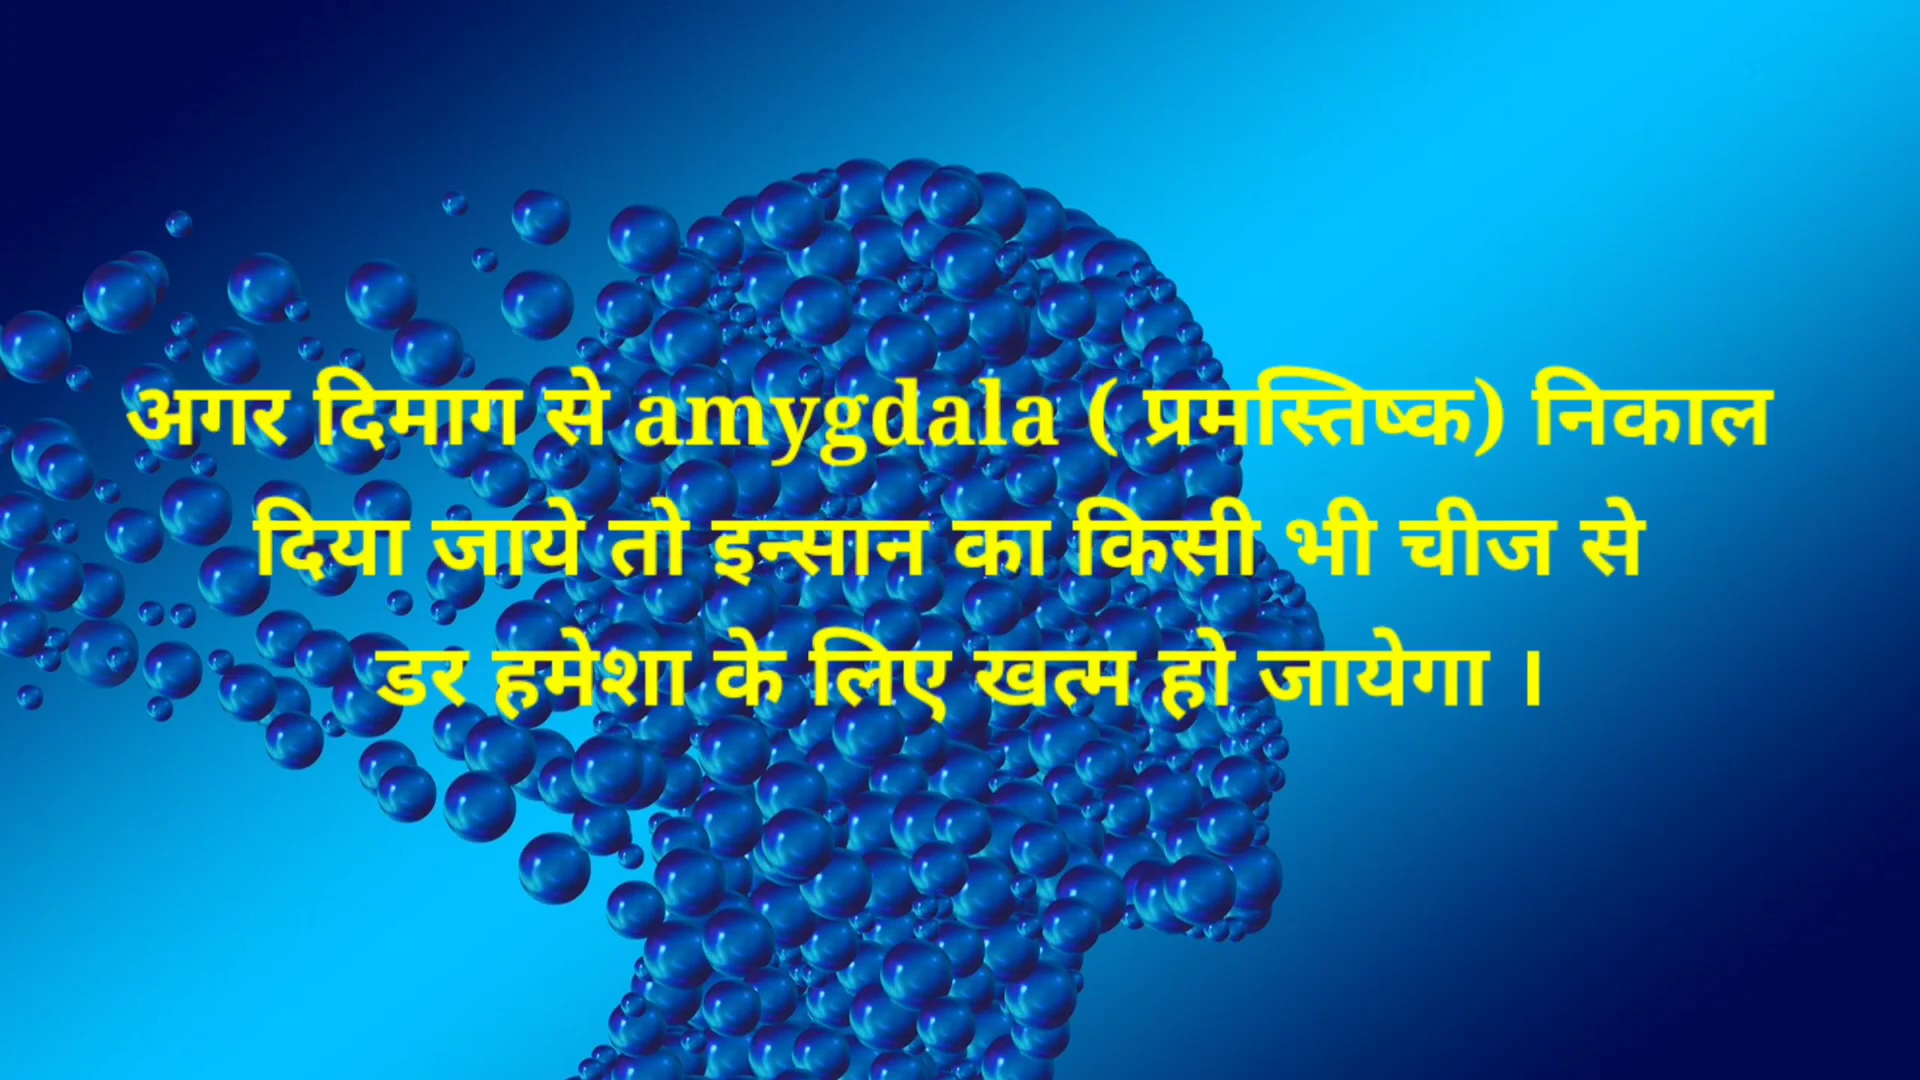 अगर दिमाग से amygdala ( प्रमस्तिष्क) निकाल
दिया जाये तो इन्सान का किसी भी चीज से
डर हमेशा के लिए खत्म हो जायेगा ।